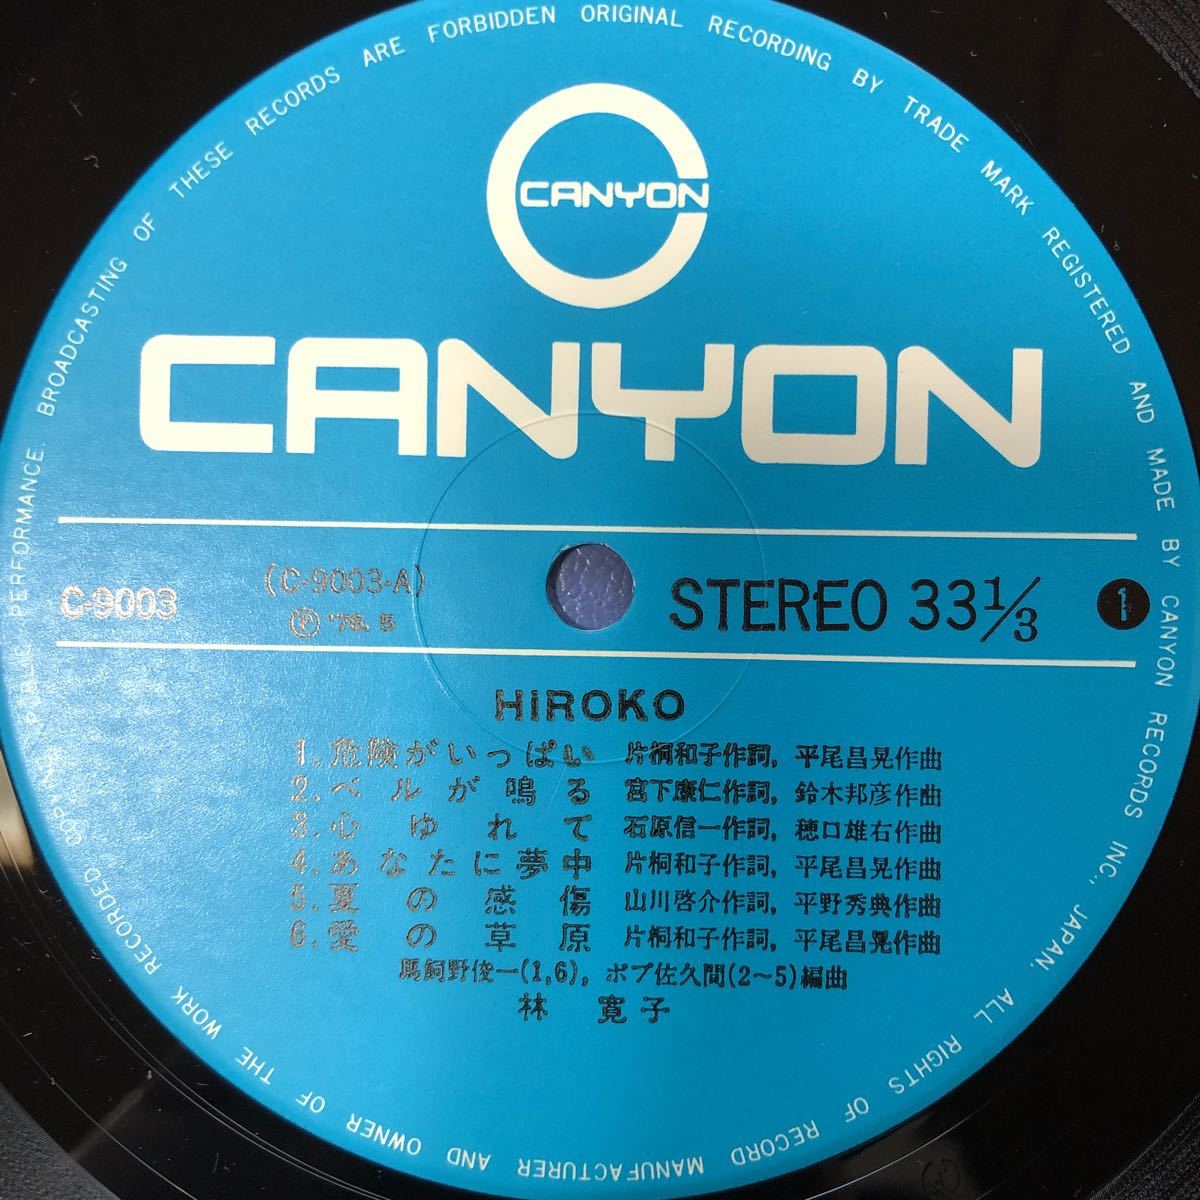 CANYON
CANYON
C-9003
(C-9003-A)
Ⓟ '76. 5
STEREO 33 1/3
1
HiROKO
1. 危険がいっぱい 片桐和子作詞, 平尾昌晃作曲
2. ベルが鳴る 宮下康仁作詞, 鈴木邦彦作曲
3. 心ゆれて 石原信一作詞, 穂口雄右作曲
4. あなたに夢中 片桐和子作詞, 平尾昌晃作曲
5. 夏の感傷 山川啓介作詞, 平野秀典作曲
6. 愛の草原 片桐和子作詞, 平尾昌晃作曲
馬飼野俊一(1,6), ボブ佐久間(2〜5)編曲
林 寛子
ORIGINAL RECORDING BY TRADE MARK REGISTERED AND MADE BY CANYON RECORDS INC., JAPAN.
ALL RIGHTS OF RECORD MANUFACTURER AND OWNER OF THE WORK RECORDED
PUBLIC PERFORMANCE. BROADCASTING OF THESE RECORDS ARE FORBIDDEN